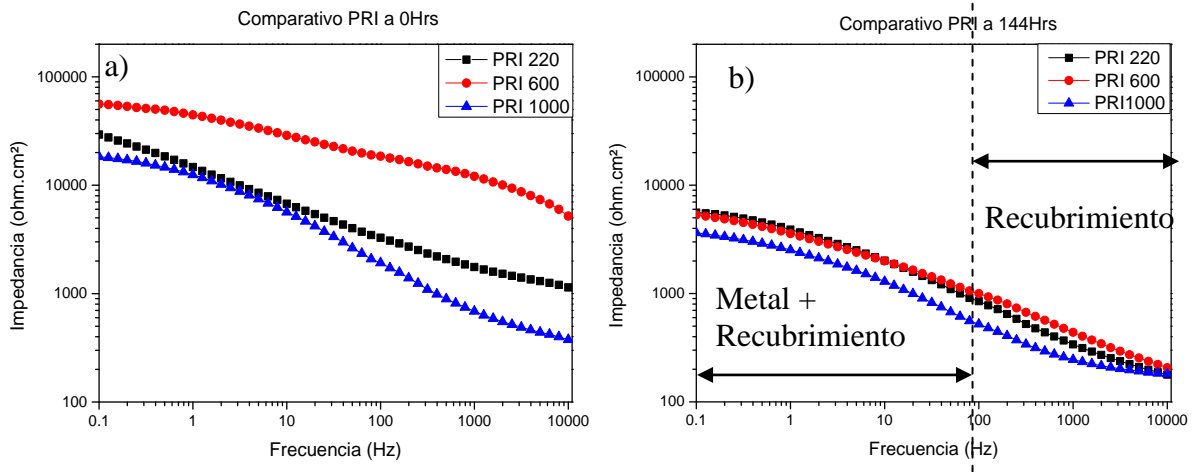 Comparativo PRI a 0Hrs
a)
PRI 220
PRI 600
PRI 1000
100000
10000
1000
100
Impedancia (ohm.cm²)
0.1 1 10 100 1000 10000
Frecuencia (Hz)
Comparativo PRI a 144Hrs
b)
PRI 220
PRI 600
PRI1000
100000
10000
1000
100
Impedancia (ohm.cm²)
Recubrimiento
Metal +
Recubrimiento
0.1 1 10 100 1000 10000
Frecuencia (Hz)